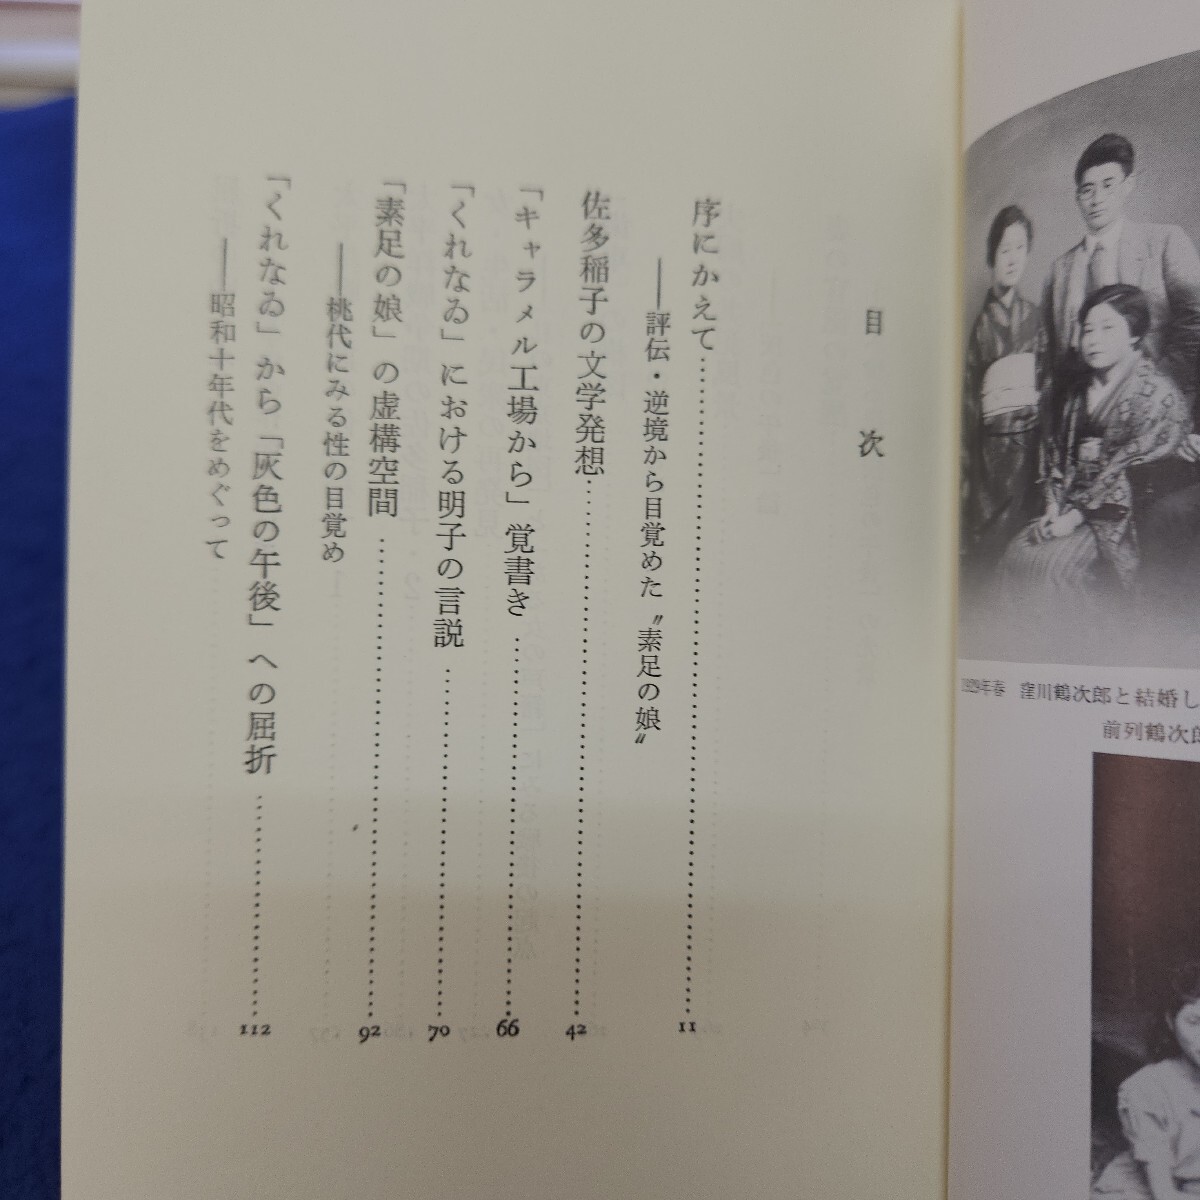 目次
序にかえて……………………11
――評伝・逆境から目覚めた〝素足の娘〟
佐多稲子の文学発想……………………42
「キャラメル工場から」覚書き……………………66
「くれなゐ」における明子の言説……………………70
「素足の娘」の虚構空間……………………92
――桃代にみる性の目覚め
「くれなゐ」から「灰色の午後」への屈折……………………112
――昭和十年代をめぐって
1929年春 窪川鶴次郎と結婚し
前列鶴次郎